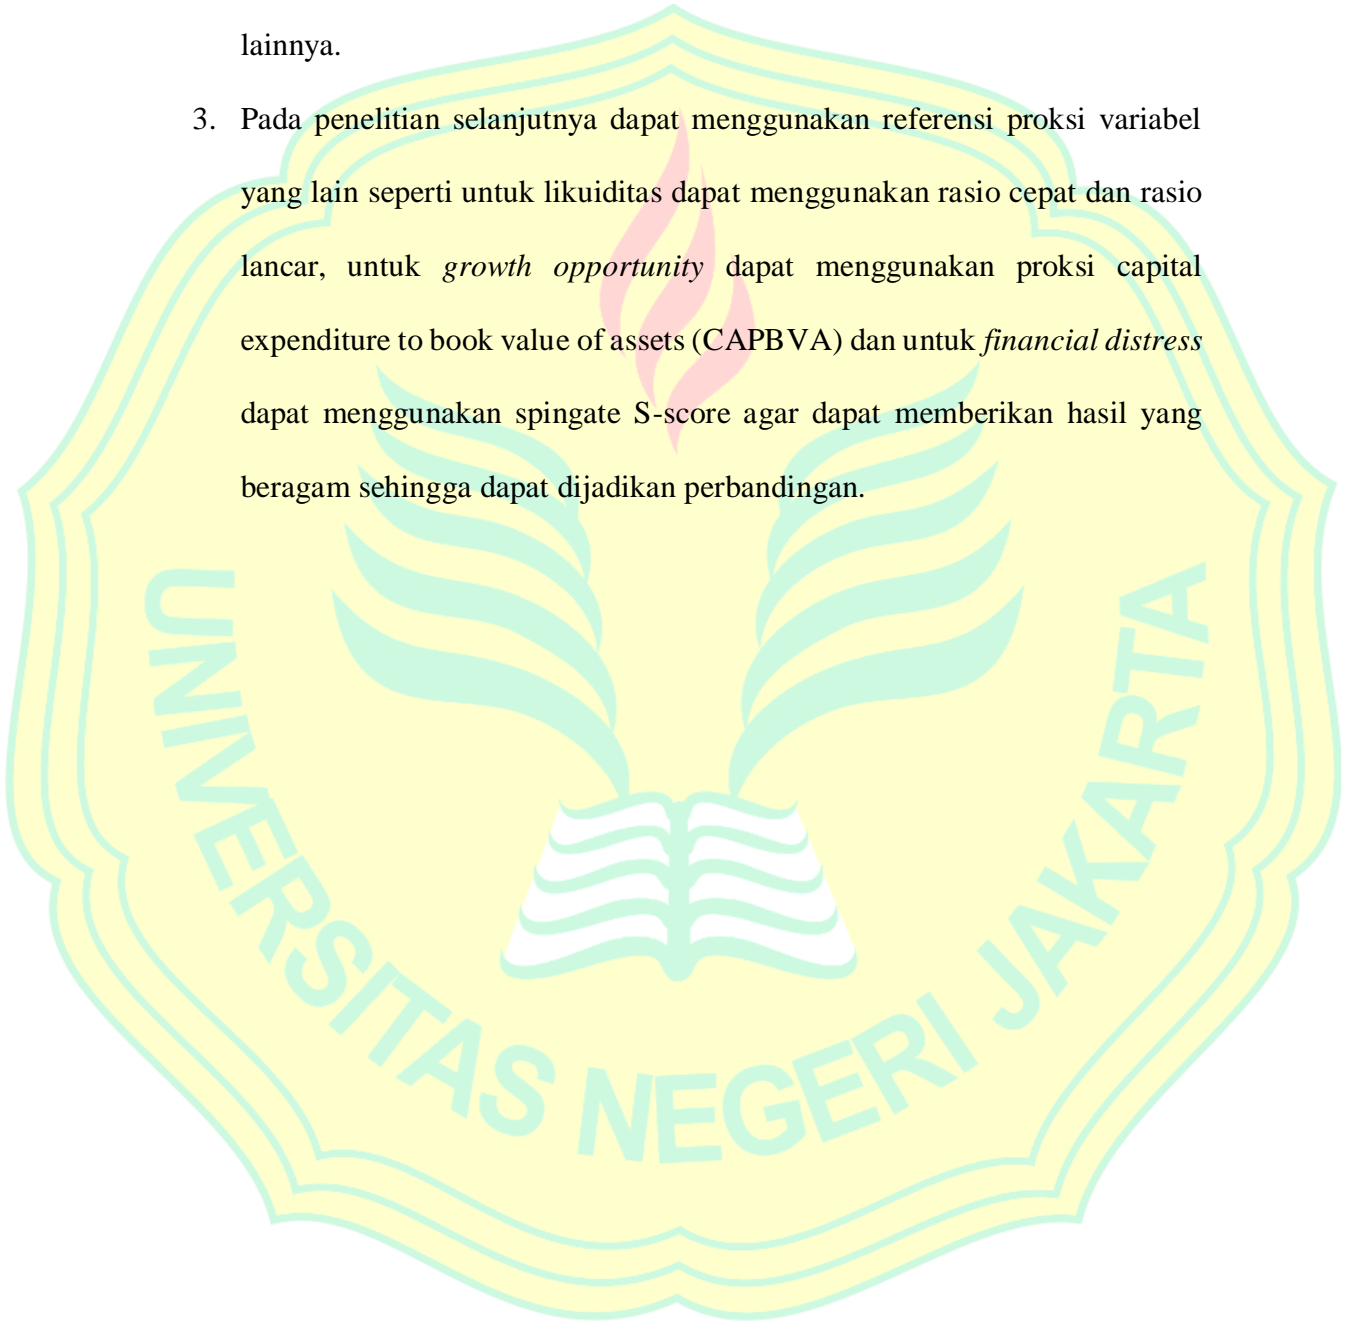 lainnya.
3. Pada penelitian selanjutnya dapat menggunakan referensi proksi variabel
yang lain seperti untuk likuiditas dapat menggunakan rasio cepat dan rasio
lancar, untuk growth opportunity dapat menggunakan proksi capital
expenditure to book value of assets (CAPBVA) dan untuk financial distress
dapat menggunakan spingate S-score agar dapat memberikan hasil yang
beragam sehingga dapat dijadikan perbandingan.
UNIVERSITAS NEGERI JAKARTA